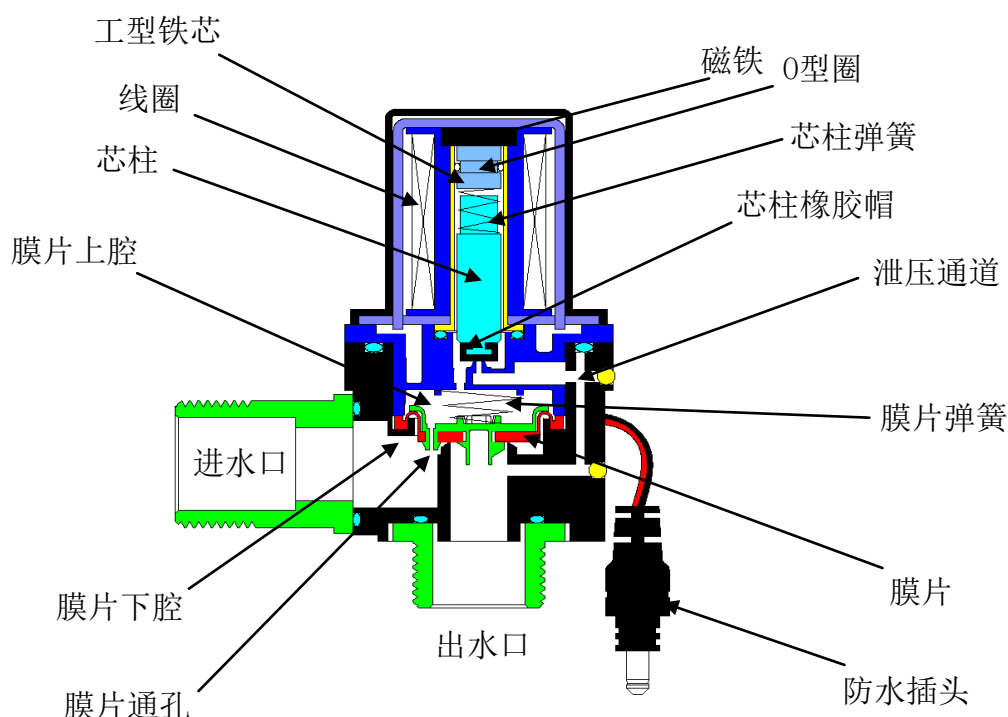 工型铁芯
磁铁
O型圈
线圈
芯柱弹簧
芯柱
芯柱橡胶帽
膜片上腔
泄压通道
膜片弹簧
进水口
膜片下腔
膜片
出水口
膜片通孔
防水插头